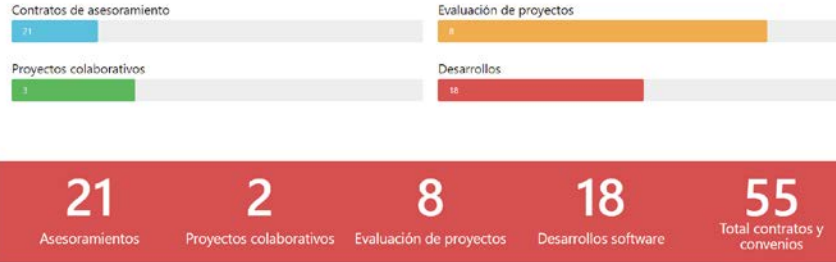 Contratos de asesoramiento
21
Evaluación de proyectos
8
Proyectos colaborativos
3
Desarrollos
18
21
Asesoramientos
2
Proyectos colaborativos
8
Evaluación de proyectos
18
Desarrollos software
55
Total contratos y
convenios